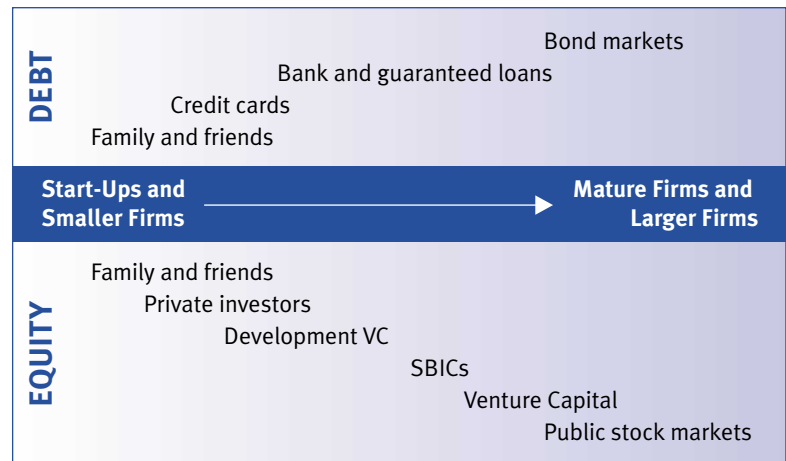 DEBT
Bond markets
Bank and guaranteed loans
Credit cards
Family and friends
Start-Ups and
Smaller Firms
Mature Firms and
Larger Firms
EQUITY
Family and friends
Private investors
Development VC
SBICs
Venture Capital
Public stock markets